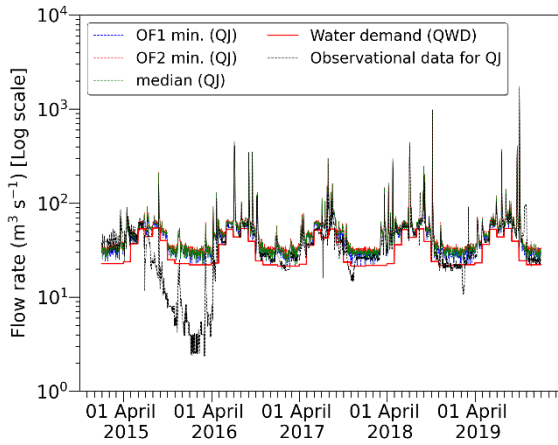 OF1 min. (QJ)
OF2 min. (QJ)
median (QJ)
Water demand (QWD)
Observational data for QJ
Flow rate (m³ s⁻¹) [Log scale]
10⁴
10³
10²
10¹
10⁰
01 April 01 April 01 April 01 April 01 April
2015 2016 2017 2018 2019